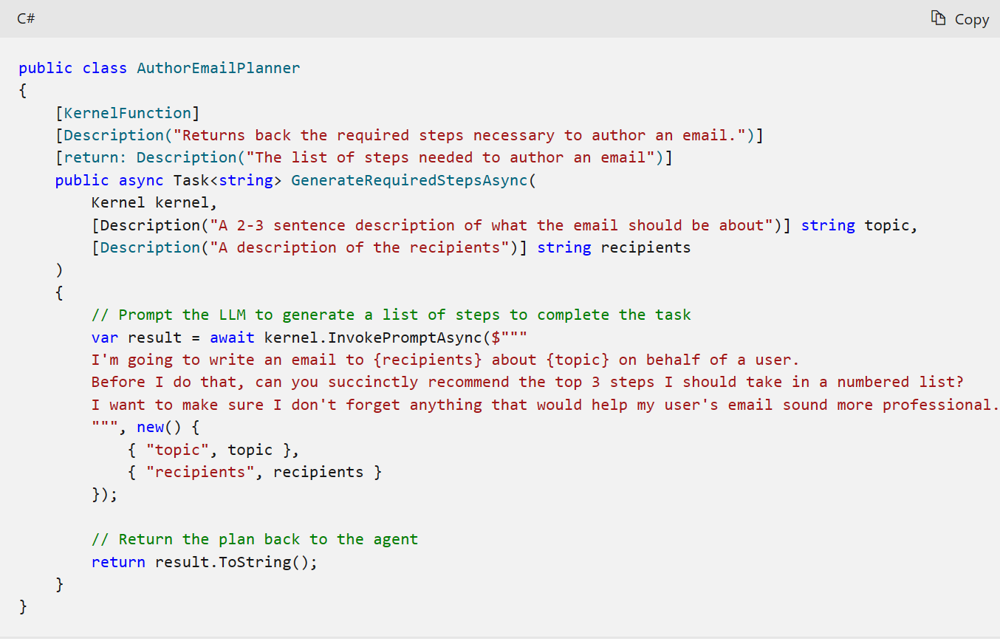 C#
Copy
public class AuthorEmailPlanner
{
    [KernelFunction]
    [Description("Returns back the required steps necessary to author an email.")]
    [return: Description("The list of steps needed to author an email")]
    public async Task<string> GenerateRequiredStepsAsync(
        Kernel kernel,
        [Description("A 2-3 sentence description of what the email should be about")] string topic,
        [Description("A description of the recipients")] string recipients
    )
    {
        // Prompt the LLM to generate a list of steps to complete the task
        var result = await kernel.InvokePromptAsync($"""
        I'm going to write an email to {recipients} about {topic} on behalf of a user.
        Before I do that, can you succinctly recommend the top 3 steps I should take in a numbered list?
        I want to make sure I don't forget anything that would help my user's email sound more professional.
        """, new() {
            { "topic", topic },
            { "recipients", recipients }
        });

        // Return the plan back to the agent
        return result.ToString();
    }
}